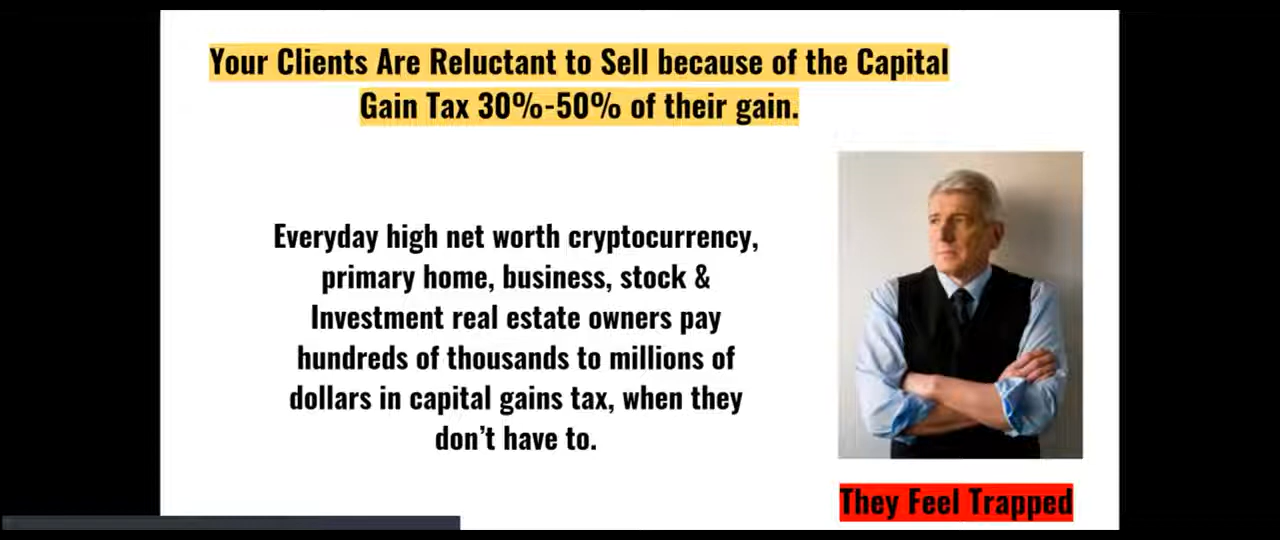 Your Clients Are Reluctant to Sell because of the Capital
Gain Tax 30%-50% of their gain.
Everyday high net worth cryptocurrency,
primary home, business, stock &
Investment real estate owners pay
hundreds of thousands to millions of
dollars in capital gains tax, when they
don't have to.
They Feel Trapped